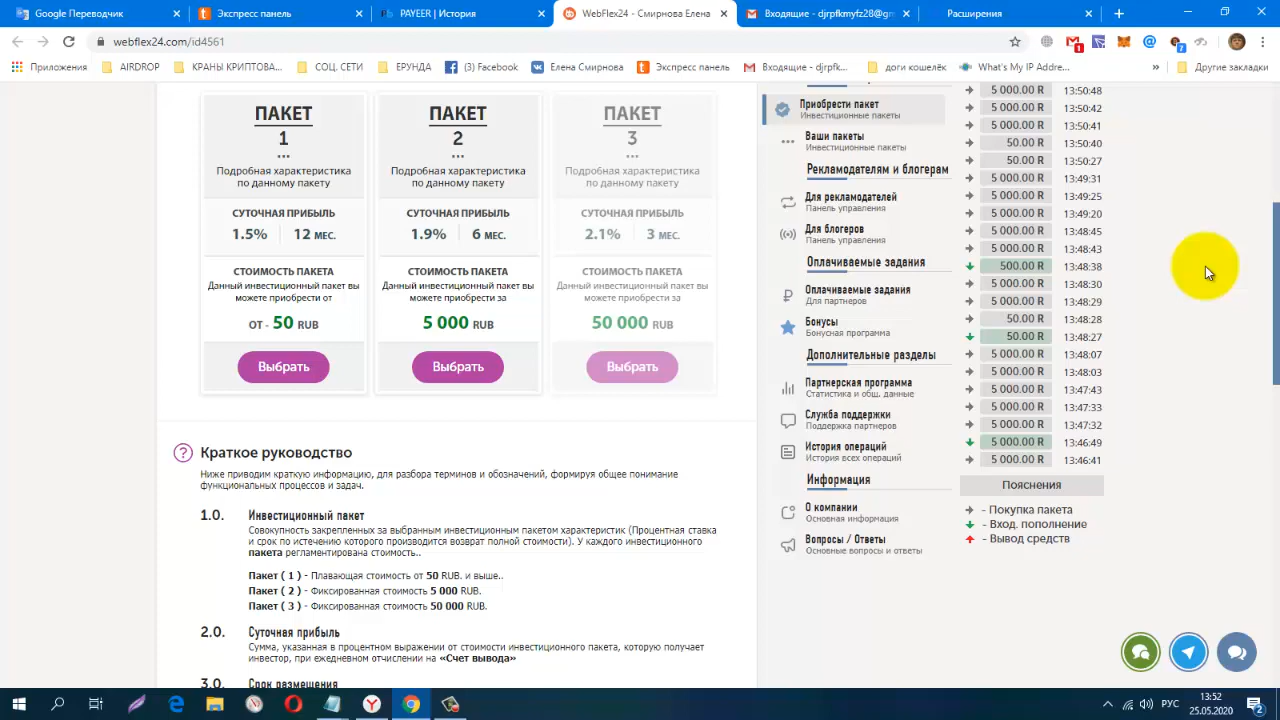 Google Переводчик
Экспресс панель
PAYEER | История
WebFlex24 - Смирнова Елена
Входящие - djrpfkmyfz28@gm
Расширения
webflex24.com/id4561
Приложения
AIRDROP
КРАНЫ КРИПТОВА...
СОЦ. СЕТИ
ЕРУНДА
(3) Facebook
Елена Смирнова
Экспресс панель
Входящие - djrpfk...
доги кошелёк
What's My IP Addre...
»
Другие закладки
ПАКЕТ
1
...
Подробная характеристика
по данному пакету
СУТОЧНАЯ ПРИБЫЛЬ
1.5% 12 МЕС.
СТОИМОСТЬ ПАКЕТА
Данный инвестиционный пакет вы
можете приобрести от
ОТ - 50 RUB
Выбрать
ПАКЕТ
2
...
Подробная характеристика
по данному пакету
СУТОЧНАЯ ПРИБЫЛЬ
1.9% 6 МЕС.
СТОИМОСТЬ ПАКЕТА
Данный инвестиционный пакет вы
можете приобрести за
5 000 RUB
Выбрать
ПАКЕТ
3
...
Подробная характеристика
по данному пакету
СУТОЧНАЯ ПРИБЫЛЬ
2.1% 3 МЕС.
СТОИМОСТЬ ПАКЕТА
Данный инвестиционный пакет вы
можете приобрести за
50 000 RUB
Выбрать
Краткое руководство
Ниже приводим краткую информацию, для разбора терминов и обозначений, формируя общее понимание
функциональных процессов и задач.
1.0. Инвестиционный пакет
Совокупность закрепленных за выбранным инвестиционным пакетом характеристик (Процентная ставка
и срок по истечению которого производится возврат полной стоимости). У каждого инвестиционного
пакета регламентирована стоимость..
Пакет ( 1 ) - Плавающая стоимость от 50 RUB. и выше..
Пакет ( 2 ) - Фиксированная стоимость 5 000 RUB.
Пакет ( 3 ) - Фиксированная стоимость 50 000 RUB.
2.0. Суточная прибыль
Сумма, указанная в процентном выражении от стоимости инвестиционного пакета, которую получает
инвестор, при ежедневном отчислении на «Счет вывода»
3.0. Срок размещения
Приобрести пакет
Инвестиционные пакеты
Ваши пакеты
Инвестиционные пакеты
Рекламодателям и блогерам
Для рекламодателей
Панель управления
Для блогеров
Панель управления
Оплачиваемые задания
Оплачиваемые задания
Для партнеров
Бонусы
Бонусная программа
Дополнительные разделы
Партнерская программа
Статистика и общ. данные
Служба поддержки
Поддержка партнеров
История операций
История всех операций
Информация
О компании
Основная информация
Вопросы / Ответы
Основные вопросы и ответы
5 000.00 R 13:50:48
5 000.00 R 13:50:42
5 000.00 R 13:50:41
50.00 R 13:50:40
50.00 R 13:50:27
5 000.00 R 13:49:31
5 000.00 R 13:49:25
5 000.00 R 13:49:20
5 000.00 R 13:48:45
5 000.00 R 13:48:43
500.00 R 13:48:38
5 000.00 R 13:48:30
5 000.00 R 13:48:29
50.00 R 13:48:28
50.00 R 13:48:27
5 000.00 R 13:48:07
5 000.00 R 13:48:03
5 000.00 R 13:47:43
5 000.00 R 13:47:33
5 000.00 R 13:47:32
5 000.00 R 13:46:49
5 000.00 R 13:46:41
Пояснения
- Покупка пакета
- Вход. пополнение
- Вывод средств
РУС
13:52
25.05.2020